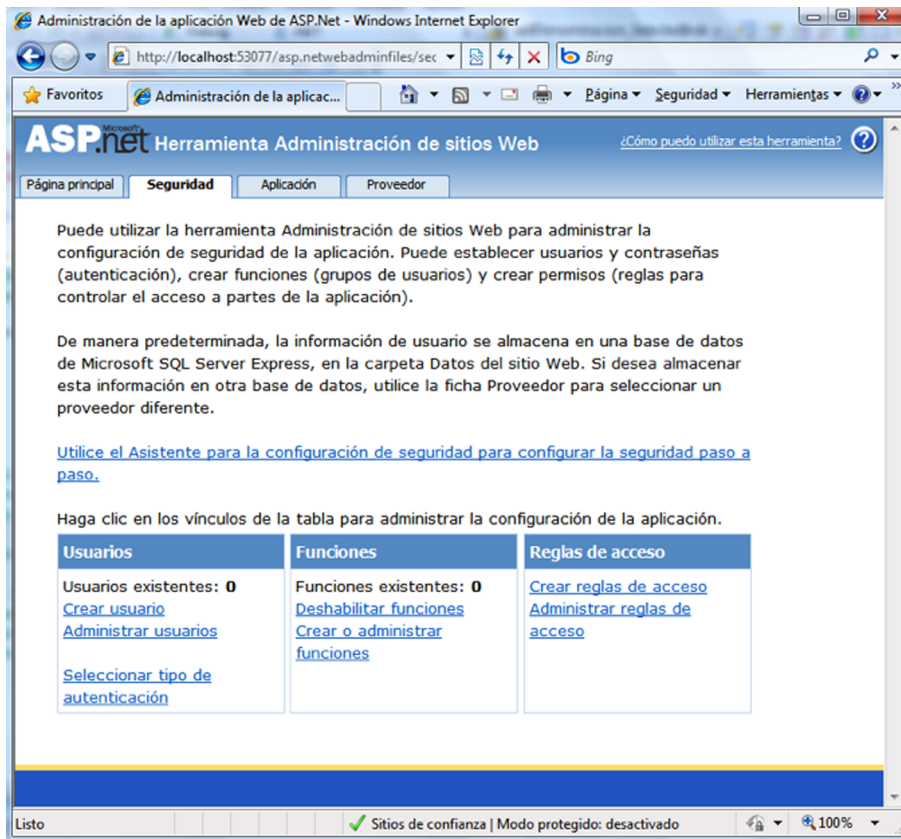 Administración de la aplicación Web de ASP.Net - Windows Internet Explorer
http://localhost:53077/asp.netwebadminfiles/sec
Bing
Favoritos
Administración de la aplicac...
Página
Seguridad
Herramientas
»
Microsoft
ASP.net Herramienta Administración de sitios Web
¿Cómo puedo utilizar esta herramienta?
Página principal
Seguridad
Aplicación
Proveedor
Puede utilizar la herramienta Administración de sitios Web para administrar la
configuración de seguridad de la aplicación. Puede establecer usuarios y contraseñas
(autenticación), crear funciones (grupos de usuarios) y crear permisos (reglas para
controlar el acceso a partes de la aplicación).
De manera predeterminada, la información de usuario se almacena en una base de datos
de Microsoft SQL Server Express, en la carpeta Datos del sitio Web. Si desea almacenar
esta información en otra base de datos, utilice la ficha Proveedor para seleccionar un
proveedor diferente.
Utilice el Asistente para la configuración de seguridad para configurar la seguridad paso a
paso.
Haga clic en los vínculos de la tabla para administrar la configuración de la aplicación.
Usuarios
Usuarios existentes: 0
Crear usuario
Administrar usuarios
Seleccionar tipo de
autenticación
Funciones
Funciones existentes: 0
Deshabilitar funciones
Crear o administrar
funciones
Reglas de acceso
Crear reglas de acceso
Administrar reglas de
acceso
Listo
Sitios de confianza | Modo protegido: desactivado
100%